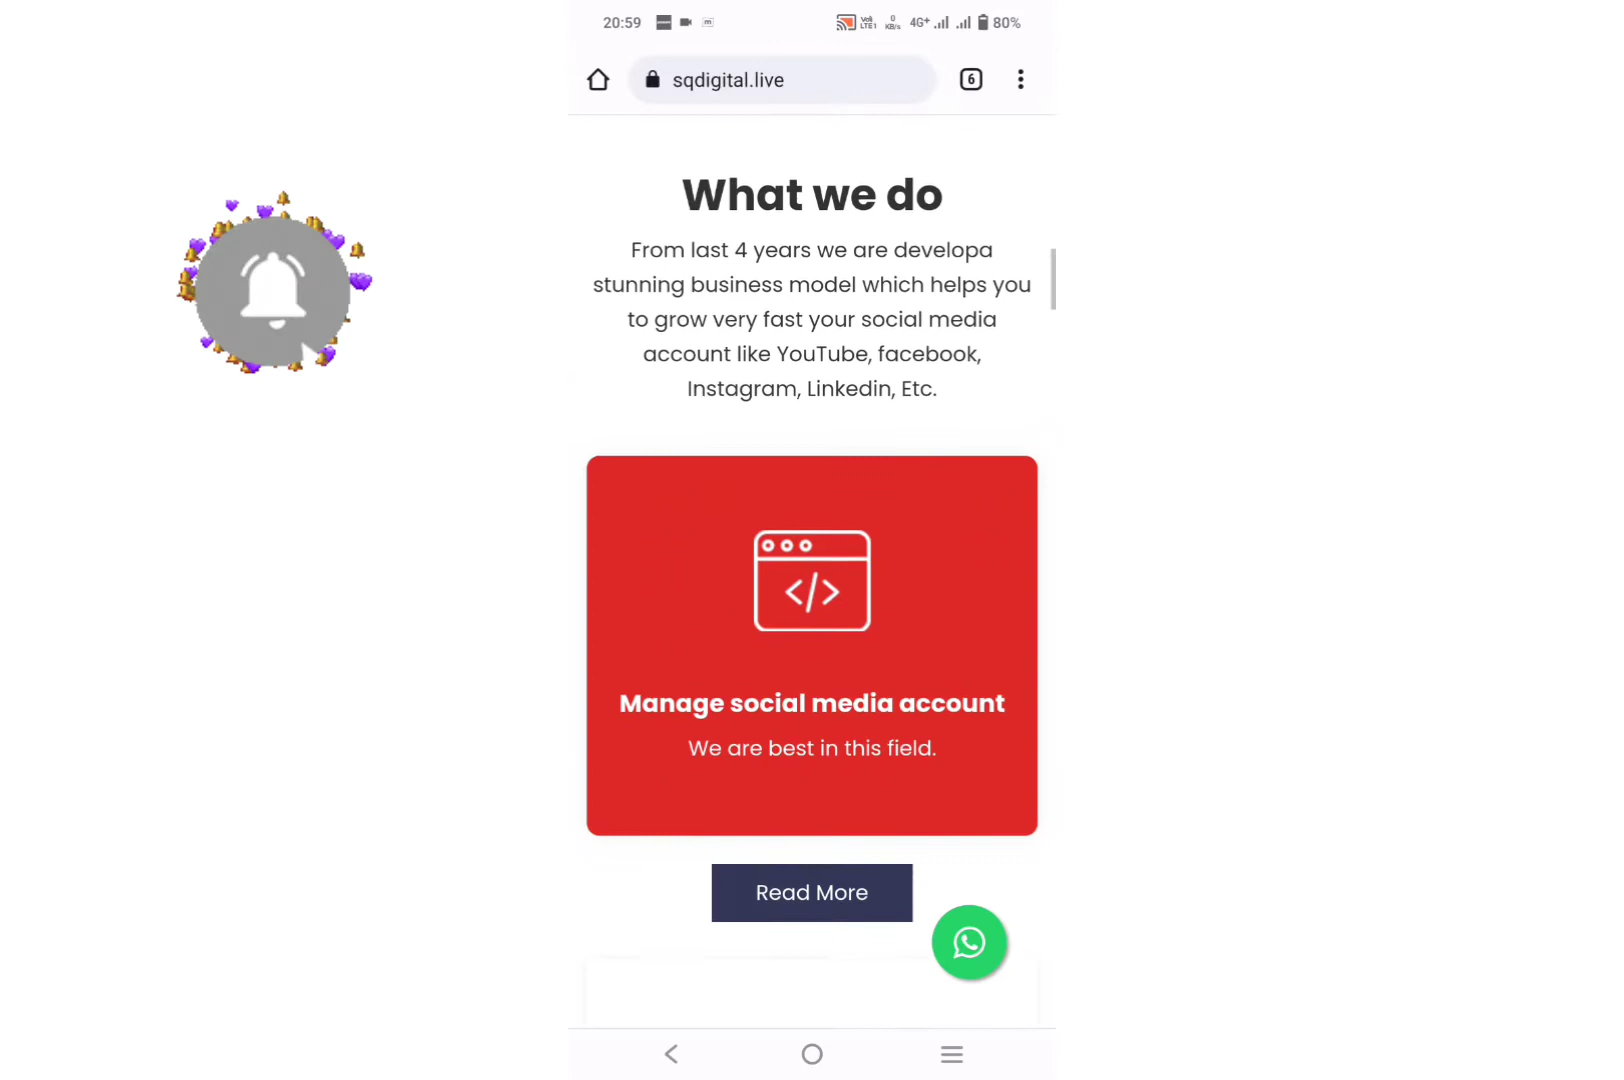 20:59
4G+ 80%
6
sqdigital.live
What we do
From last 4 years we are developa
stunning business model which helps you
to grow very fast your social media
account like YouTube, facebook,
Instagram, Linkedin, Etc.
Manage social media account
We are best in this field.
Read More